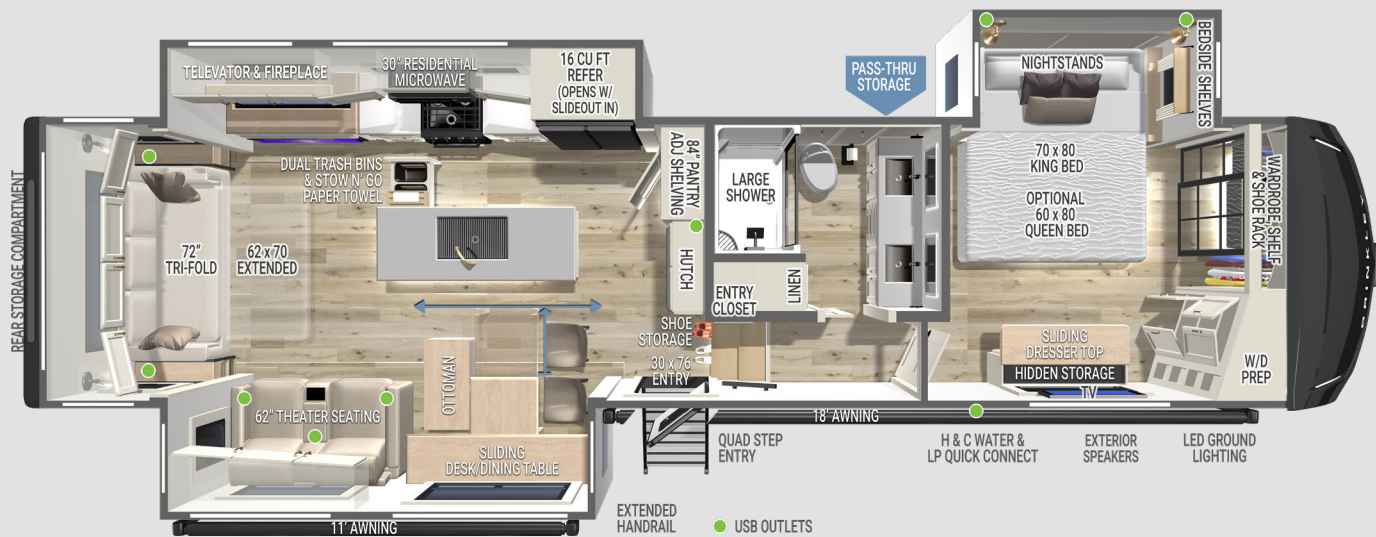 TELEVATOR & FIREPLACE
30" RESIDENTIAL
MICROWAVE
16 CU FT
REFER
(OPENS W/
SLIDEOUT IN)
PASS-THRU
STORAGE
NIGHTSTANDS
BEDSIDE SHELVES
REAR STORAGE COMPARTMENT
DUAL TRASH BINS
& STOW N' GO
PAPER TOWEL
84" PANTRY
ADJ SHELVING
LARGE
SHOWER
70 x 80
KING BED
OPTIONAL
60 x 80
QUEEN BED
WARDROBE, SHELF
& SHOE RACK
BRINKLEY
72"
TRI-FOLD
62 x 70
EXTENDED
HUTCH
LINEN
ENTRY
CLOSET
SHOE
STORAGE
30 x 76
ENTRY
OTTOMAN
SLIDING
DRESSER TOP
HIDDEN STORAGE
TV
W/D
PREP
62" THEATER SEATING
SLIDING
DESK/DINING TABLE
18' AWNING
QUAD STEP
ENTRY
H & C WATER &
LP QUICK CONNECT
EXTERIOR
SPEAKERS
LED GROUND
LIGHTING
11' AWNING
EXTENDED
HANDRAIL
USB OUTLETS